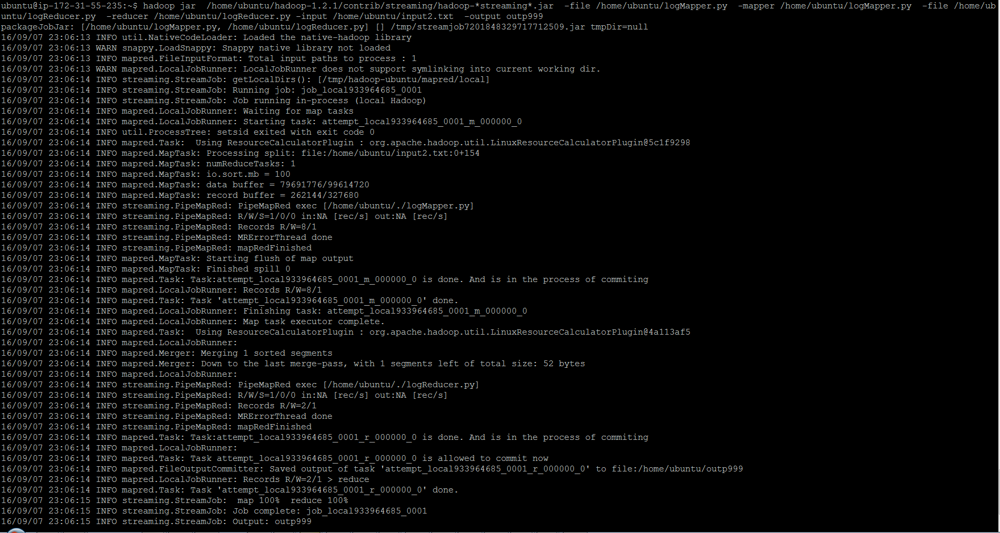 ubuntu@ip-172-31-55-235:~$ hadoop jar  /home/ubuntu/hadoop-1.2.1/contrib/streaming/hadoop-*streaming*.jar  -file /home/ubuntu/logMapper.py  -mapper /home/ubuntu/logMapper.py  -file /home/ub
untu/logReducer.py  -reducer /home/ubuntu/logReducer.py -input /home/ubuntu/input2.txt  -output outp999
packageJobJar: [/home/ubuntu/logMapper.py, /home/ubuntu/logReducer.py] [] /tmp/streamjob7201848329717712509.jar tmpDir=null
16/09/07 23:06:13 INFO util.NativeCodeLoader: Loaded the native-hadoop library
16/09/07 23:06:13 WARN snappy.LoadSnappy: Snappy native library not loaded
16/09/07 23:06:13 INFO mapred.FileInputFormat: Total input paths to process : 1
16/09/07 23:06:13 WARN mapred.LocalJobRunner: LocalJobRunner does not support symlinking into current working dir.
16/09/07 23:06:14 INFO streaming.StreamJob: getLocalDirs(): [/tmp/hadoop-ubuntu/mapred/local]
16/09/07 23:06:14 INFO streaming.StreamJob: Running job: job_local933964685_0001
16/09/07 23:06:14 INFO streaming.StreamJob: Job running in-process (local Hadoop)
16/09/07 23:06:14 INFO mapred.LocalJobRunner: Waiting for map tasks
16/09/07 23:06:14 INFO mapred.LocalJobRunner: Starting task: attempt_local933964685_0001_m_000000_0
16/09/07 23:06:14 INFO util.ProcessTree: setsid exited with exit code 0
16/09/07 23:06:14 INFO mapred.Task:  Using ResourceCalculatorPlugin : org.apache.hadoop.util.LinuxResourceCalculatorPlugin@5c1f9298
16/09/07 23:06:14 INFO mapred.MapTask: Processing split: file:/home/ubuntu/input2.txt:0+154
16/09/07 23:06:14 INFO mapred.MapTask: numReduceTasks: 1
16/09/07 23:06:14 INFO mapred.MapTask: io.sort.mb = 100
16/09/07 23:06:14 INFO mapred.MapTask: data buffer = 79691776/99614720
16/09/07 23:06:14 INFO mapred.MapTask: record buffer = 262144/327680
16/09/07 23:06:14 INFO streaming.PipeMapRed: PipeMapRed exec [/home/ubuntu/./logMapper.py]
16/09/07 23:06:14 INFO streaming.PipeMapRed: R/W/S=1/0/0 in:NA [rec/s] out:NA [rec/s]
16/09/07 23:06:14 INFO streaming.PipeMapRed: Records R/W=8/1
16/09/07 23:06:14 INFO streaming.PipeMapRed: MRErrorThread done
16/09/07 23:06:14 INFO streaming.PipeMapRed: mapRedFinished
16/09/07 23:06:14 INFO mapred.MapTask: Starting flush of map output
16/09/07 23:06:14 INFO mapred.MapTask: Finished spill 0
16/09/07 23:06:14 INFO mapred.Task: Task:attempt_local933964685_0001_m_000000_0 is done. And is in the process of commiting
16/09/07 23:06:14 INFO mapred.LocalJobRunner: Records R/W=8/1
16/09/07 23:06:14 INFO mapred.Task: Task 'attempt_local933964685_0001_m_000000_0' done.
16/09/07 23:06:14 INFO mapred.LocalJobRunner: Finishing task: attempt_local933964685_0001_m_000000_0
16/09/07 23:06:14 INFO mapred.LocalJobRunner: Map task executor complete.
16/09/07 23:06:14 INFO mapred.Task:  Using ResourceCalculatorPlugin : org.apache.hadoop.util.LinuxResourceCalculatorPlugin@4a113af5
16/09/07 23:06:14 INFO mapred.LocalJobRunner:
16/09/07 23:06:14 INFO mapred.Merger: Merging 1 sorted segments
16/09/07 23:06:14 INFO mapred.Merger: Down to the last merge-pass, with 1 segments left of total size: 52 bytes
16/09/07 23:06:14 INFO mapred.LocalJobRunner:
16/09/07 23:06:14 INFO streaming.PipeMapRed: PipeMapRed exec [/home/ubuntu/./logReducer.py]
16/09/07 23:06:14 INFO streaming.PipeMapRed: R/W/S=1/0/0 in:NA [rec/s] out:NA [rec/s]
16/09/07 23:06:14 INFO streaming.PipeMapRed: Records R/W=2/1
16/09/07 23:06:14 INFO streaming.PipeMapRed: MRErrorThread done
16/09/07 23:06:14 INFO streaming.PipeMapRed: mapRedFinished
16/09/07 23:06:14 INFO mapred.Task: Task:attempt_local933964685_0001_r_000000_0 is done. And is in the process of commiting
16/09/07 23:06:14 INFO mapred.LocalJobRunner:
16/09/07 23:06:14 INFO mapred.Task: Task attempt_local933964685_0001_r_000000_0 is allowed to commit now
16/09/07 23:06:14 INFO mapred.FileOutputCommitter: Saved output of task 'attempt_local933964685_0001_r_000000_0' to file:/home/ubuntu/outp999
16/09/07 23:06:14 INFO mapred.LocalJobRunner: Records R/W=2/1 > reduce
16/09/07 23:06:14 INFO mapred.Task: Task 'attempt_local933964685_0001_r_000000_0' done.
16/09/07 23:06:15 INFO streaming.StreamJob:  map 100%  reduce 100%
16/09/07 23:06:15 INFO streaming.StreamJob: Job complete: job_local933964685_0001
16/09/07 23:06:15 INFO streaming.StreamJob: Output: outp999